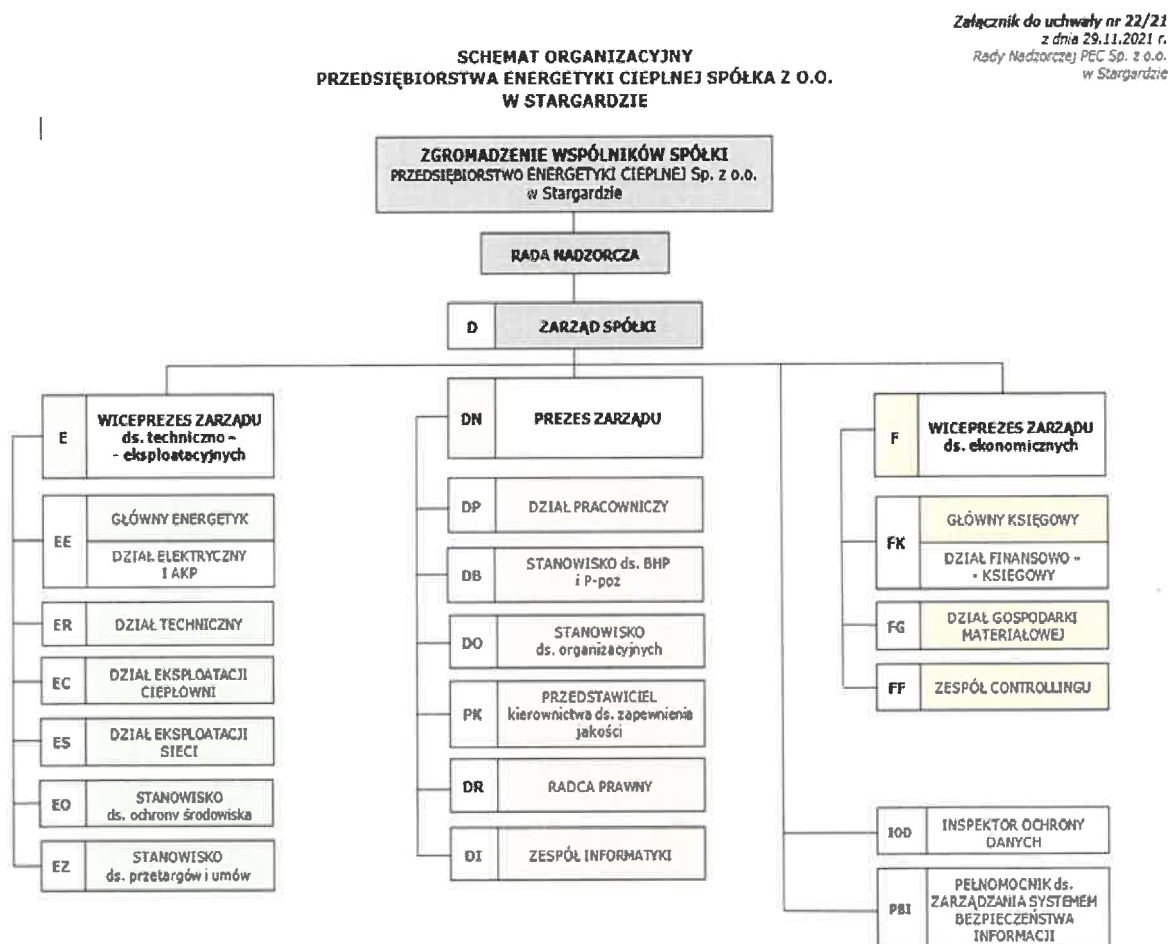 Załącznik do uchwały nr 22/21
z dnia 29.11.2021 r.
Rady Nadzorczej PEC Sp. z o.o.
w Stargardzie
SCHEMAT ORGANIZACYJNY
PRZEDSIĘBIORSTWA ENERGETYKI CIEPLNEJ SPÓŁKA Z O.O.
W STARGARDZIE
ZGROMADZENIE WSPÓLNIKÓW SPÓŁKI
PRZEDSIĘBIORSTWO ENERGETYKI CIEPLNEJ Sp. z o.o.
w Stargardzie
RADA NADZORCZA
D
ZARZĄD SPÓŁKI
E
WICEPREZES ZARZĄDU
ds. techniczno –
- eksploatacyjnych
EE
GŁÓWNY ENERGETYK
DZIAŁ ELEKTRYCZNY
I AKP
ER
DZIAŁ TECHNICZNY
EC
DZIAŁ EKSPLOATACJI
CIEPŁOWNI
ES
DZIAŁ EKSPLOATACJI
SIECI
EO
STANOWISKO
ds. ochrony środowiska
EZ
STANOWISKO
ds. przetargów i umów
DN
PREZES ZARZĄDU
DP
DZIAŁ PRACOWNICZY
DB
STANOWISKO ds. BHP
i P-poż
DO
STANOWISKO
ds. organizacyjnych
PK
PRZEDSTAWICIEL
kierownictwa ds. zapewnienia
jakości
DR
RADCA PRAWNY
DI
ZESPÓŁ INFORMATYKI
F
WICEPREZES ZARZĄDU
ds. ekonomicznych
FK
GŁÓWNY KSIĘGOWY
DZIAŁ FINANSOWO –
- KSIĘGOWY
FG
DZIAŁ GOSPODARKI
MATERIAŁOWEJ
FF
ZESPÓŁ CONTROLLINGU
IOD
INSPEKTOR OCHRONY
DANYCH
PBI
PEŁNOMOCNIK ds.
ZARZĄDZANIA SYSTEMEM
BEZPIECZEŃSTWA
INFORMACJI